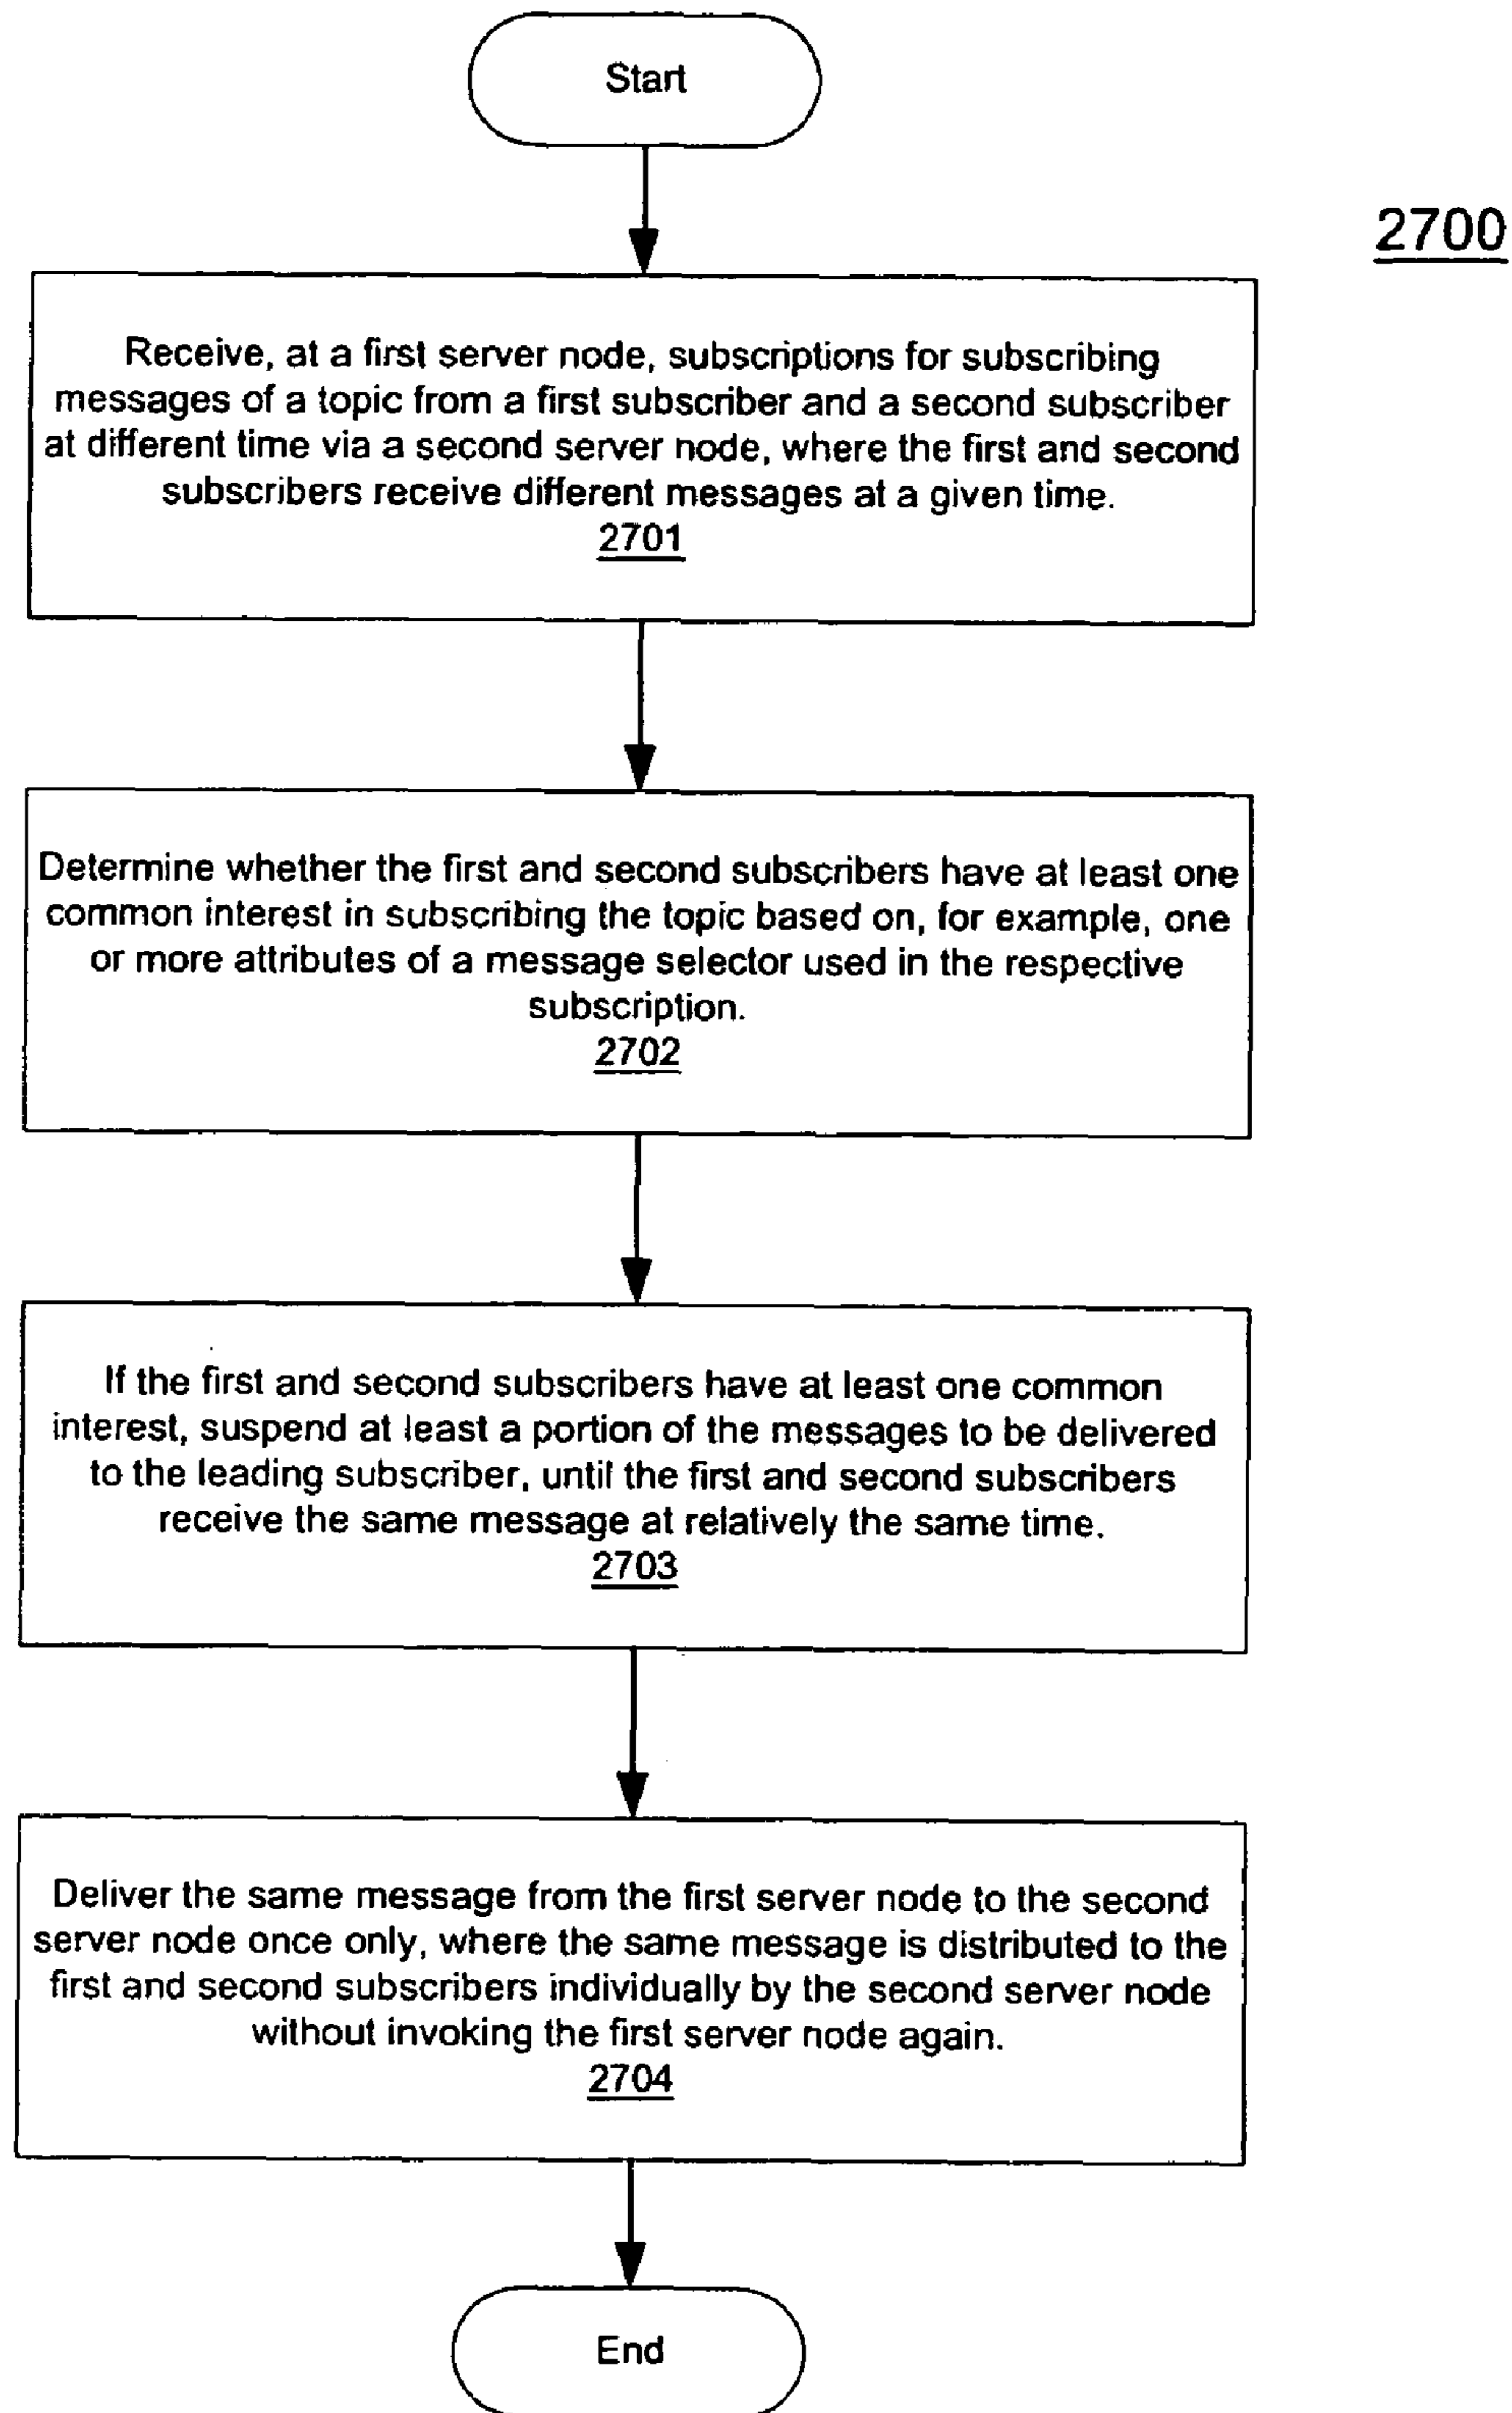 Start
2700
Receive, at a first server node, subscriptions for subscribing
messages of a topic from a first subscriber and a second subscriber
at different time via a second server node, where the first and second
subscribers receive different messages at a given time.
2701
Determine whether the first and second subscribers have at least one
common interest in subscribing the topic based on, for example, one
or more attributes of a message selector used in the respective
subscription.
2702
If the first and second subscribers have at least one common
interest, suspend at least a portion of the messages to be delivered
to the leading subscriber, until the first and second subscribers
receive the same message at relatively the same time.
2703
Deliver the same message from the first server node to the second
server node once only, where the same message is distributed to the
first and second subscribers individually by the second server node
without invoking the first server node again.
2704
End